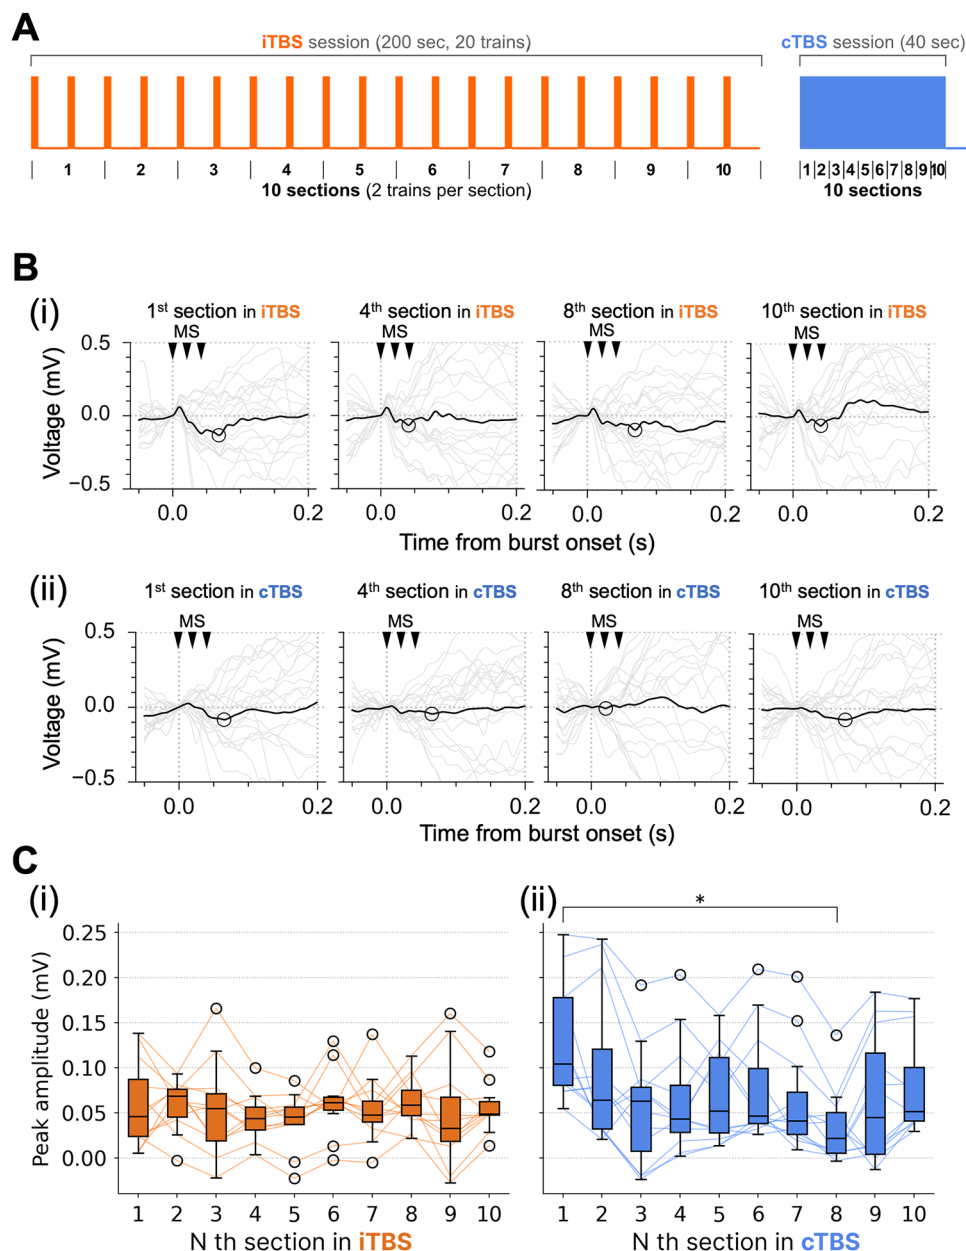 A
iTBS session (200 sec, 20 trains)
cTBS session (40 sec)
1 2 3 4 5 6 7 8 9 10
10 sections (2 trains per section)
1 2 3 4 5 6 7 8 9 10
10 sections
B
(i)
1st section in iTBS
4th section in iTBS
8th section in iTBS
10th section in iTBS
MS MS MS MS
Voltage (mV)
0.5
0.0
−0.5
0.0 0.2 0.0 0.2 0.0 0.2 0.0 0.2
Time from burst onset (s)
(ii)
1st section in cTBS
4th section in cTBS
8th section in cTBS
10th section in cTBS
MS MS MS MS
Voltage (mV)
0.5
0.0
−0.5
0.0 0.2 0.0 0.2 0.0 0.2 0.0 0.2
Time from burst onset (s)
C
(i)
(ii)
*
Peak amplitude (mV)
0.25
0.20
0.15
0.10
0.05
0.00
1 2 3 4 5 6 7 8 9 10
N th section in iTBS
1 2 3 4 5 6 7 8 9 10
N th section in cTBS